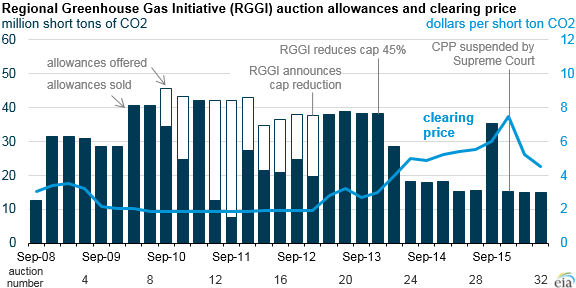 Regional Greenhouse Gas Initiative (RGGI) auction allowances and clearing price
million short tons of CO2
dollars per short ton CO2
60
12
50
10
40
8
30
6
20
4
10
2
0
0
allowances offered
allowances sold
RGGI announces
cap reduction
RGGI reduces cap 45%
CPP suspended by
Supreme Court
clearing
price
Sep-08 Sep-09 Sep-10 Sep-11 Sep-12 Sep-13 Sep-14 Sep-15
auction
number
4 8 12 16 20 24 28 32
eia